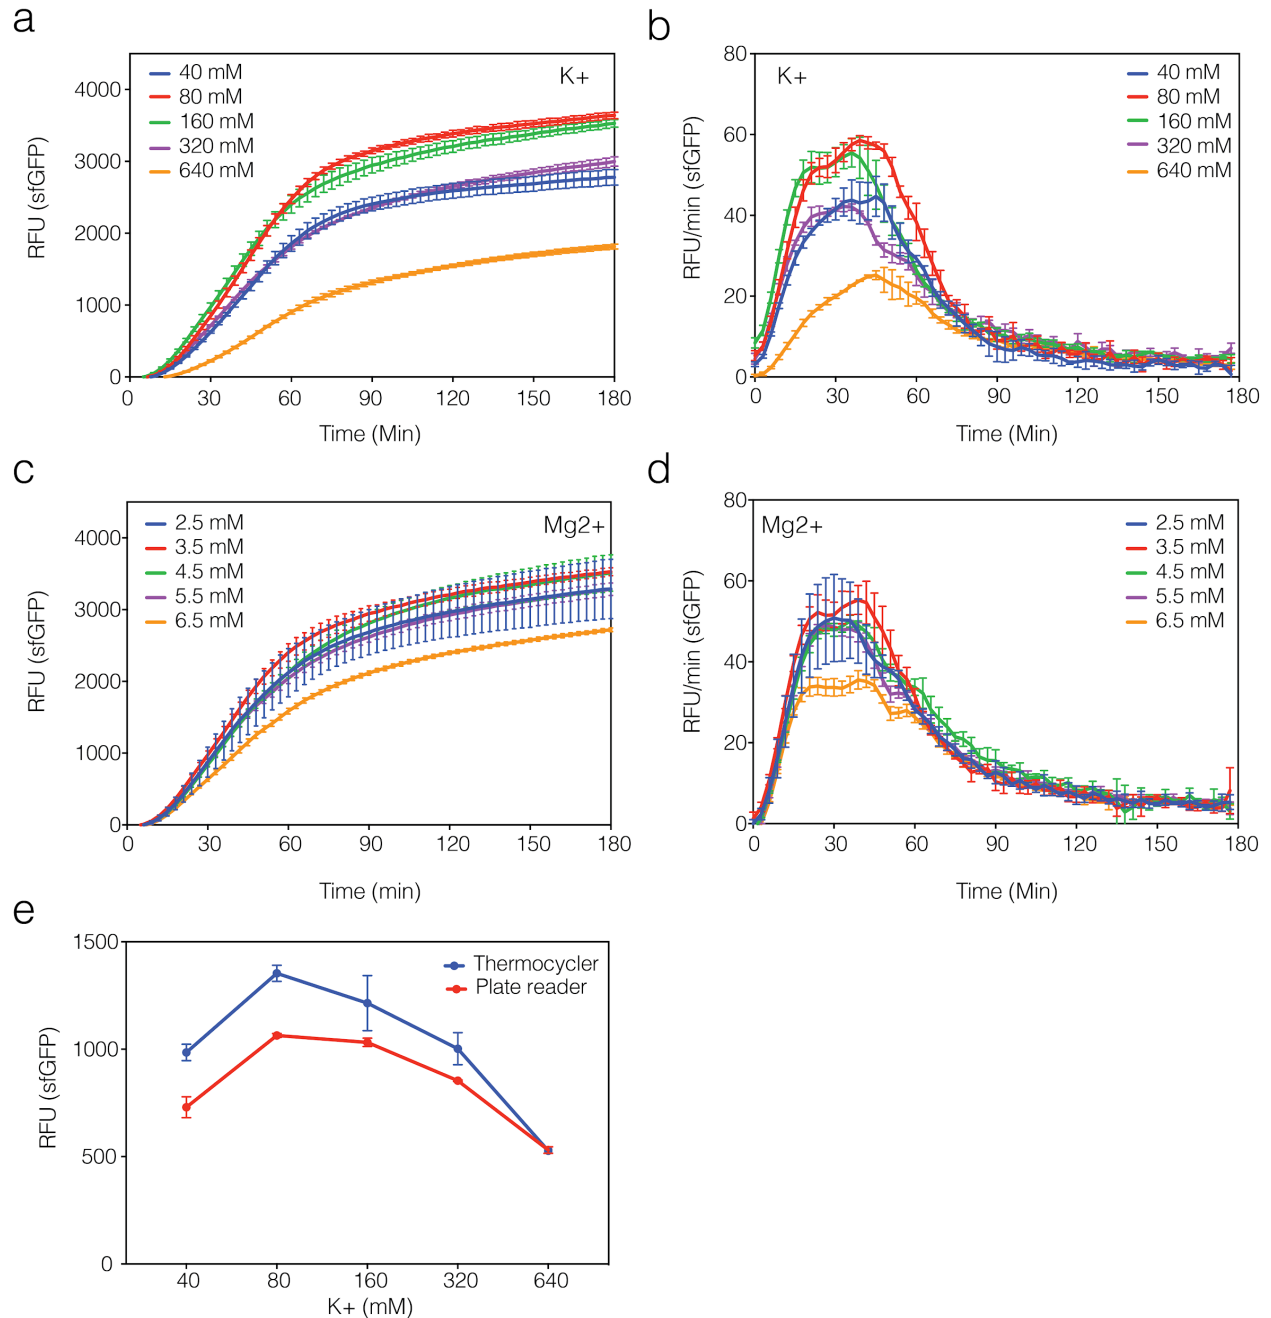 a
K+
40 mM
80 mM
160 mM
320 mM
640 mM
RFU (sfGFP)
4000
3000
2000
1000
0
0 30 60 90 120 150 180
Time (Min)
b
K+
40 mM
80 mM
160 mM
320 mM
640 mM
RFU/min (sfGFP)
80
60
40
20
0
0 30 60 90 120 150 180
Time (Min)
c
Mg2+
2.5 mM
3.5 mM
4.5 mM
5.5 mM
6.5 mM
RFU (sfGFP)
4000
3000
2000
1000
0
0 30 60 90 120 150 180
Time (min)
d
Mg2+
2.5 mM
3.5 mM
4.5 mM
5.5 mM
6.5 mM
RFU/min (sfGFP)
80
60
40
20
0
0 30 60 90 120 150 180
Time (Min)
e
Thermocycler
Plate reader
RFU (sfGFP)
1500
1000
500
0
40 80 160 320 640
K+ (mM)